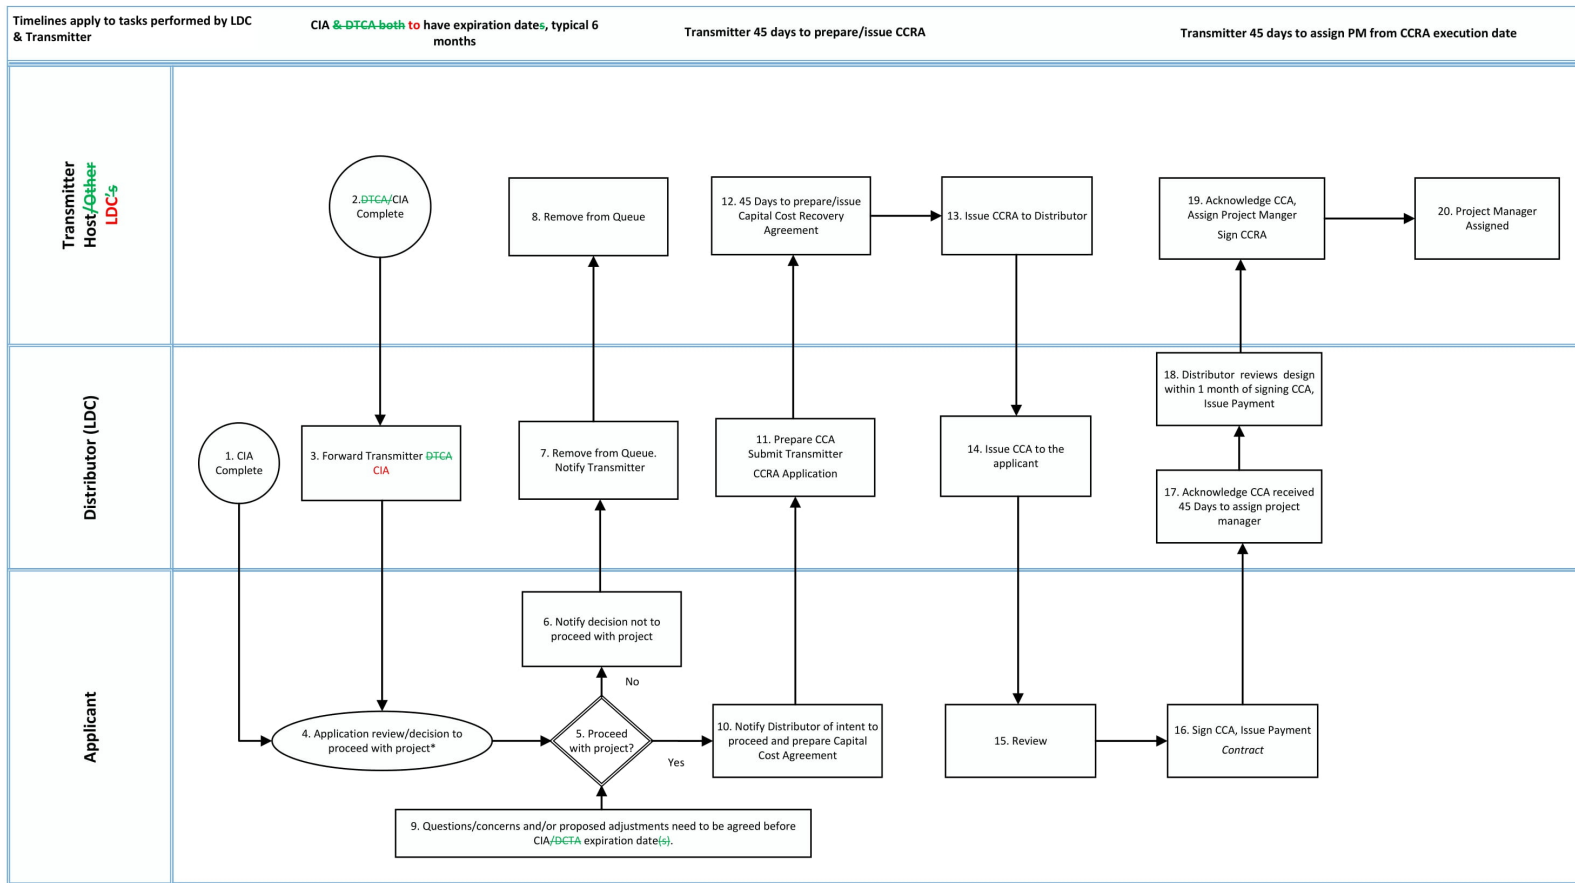 Timelines apply to tasks performed by LDC
& Transmitter
CIA & DTCA both to have expiration dates, typical 6
months
Transmitter 45 days to prepare/issue CCRA
Transmitter 45 days to assign PM from CCRA execution date
Transmitter
Host/Other
LDC's
2.DTCA/CIA
Complete
8. Remove from Queue
12. 45 Days to prepare/issue
Capital Cost Recovery
Agreement
13. Issue CCRA to Distributor
19. Acknowledge CCA,
Assign Project Manger
Sign CCRA
20. Project Manager
Assigned
Distributor (LDC)
1. CIA
Complete
3. Forward Transmitter DTCA
CIA
7. Remove from Queue.
Notify Transmitter
11. Prepare CCA
Submit Transmitter
CCRA Application
14. Issue CCA to the
applicant
18. Distributor reviews design
within 1 month of signing CCA,
Issue Payment
17. Acknowledge CCA received
45 Days to assign project
manager
Applicant
6. Notify decision not to
proceed with project
No
4. Application review/decision to
proceed with project*
5. Proceed
with project?
Yes
10. Notify Distributor of intent to
proceed and prepare Capital
Cost Agreement
15. Review
16. Sign CCA, Issue Payment
Contract
9. Questions/concerns and/or proposed adjustments need to be agreed before
CIA/DCTA expiration date(s).